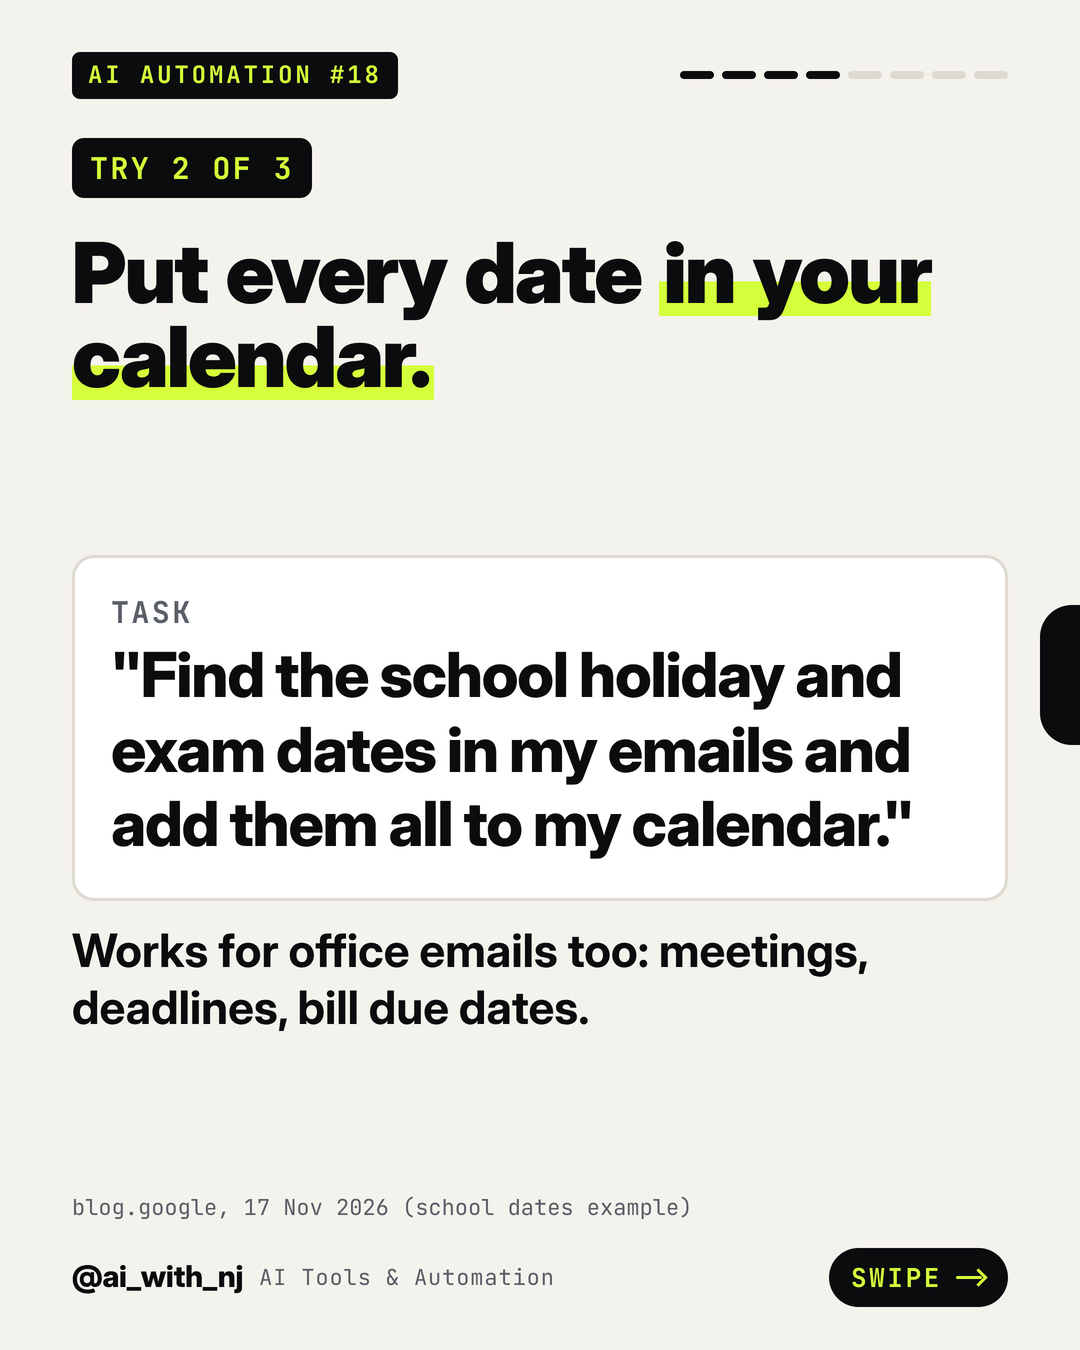 AI AUTOMATION #18
TRY 2 OF 3
Put every date in your
calendar.
TASK
"Find the school holiday and
exam dates in my emails and
add them all to my calendar."
Works for office emails too: meetings,
deadlines, bill due dates.
blog.google, 17 Nov 2026 (school dates example)
@ai_with_nj AI Tools & Automation
SWIPE →